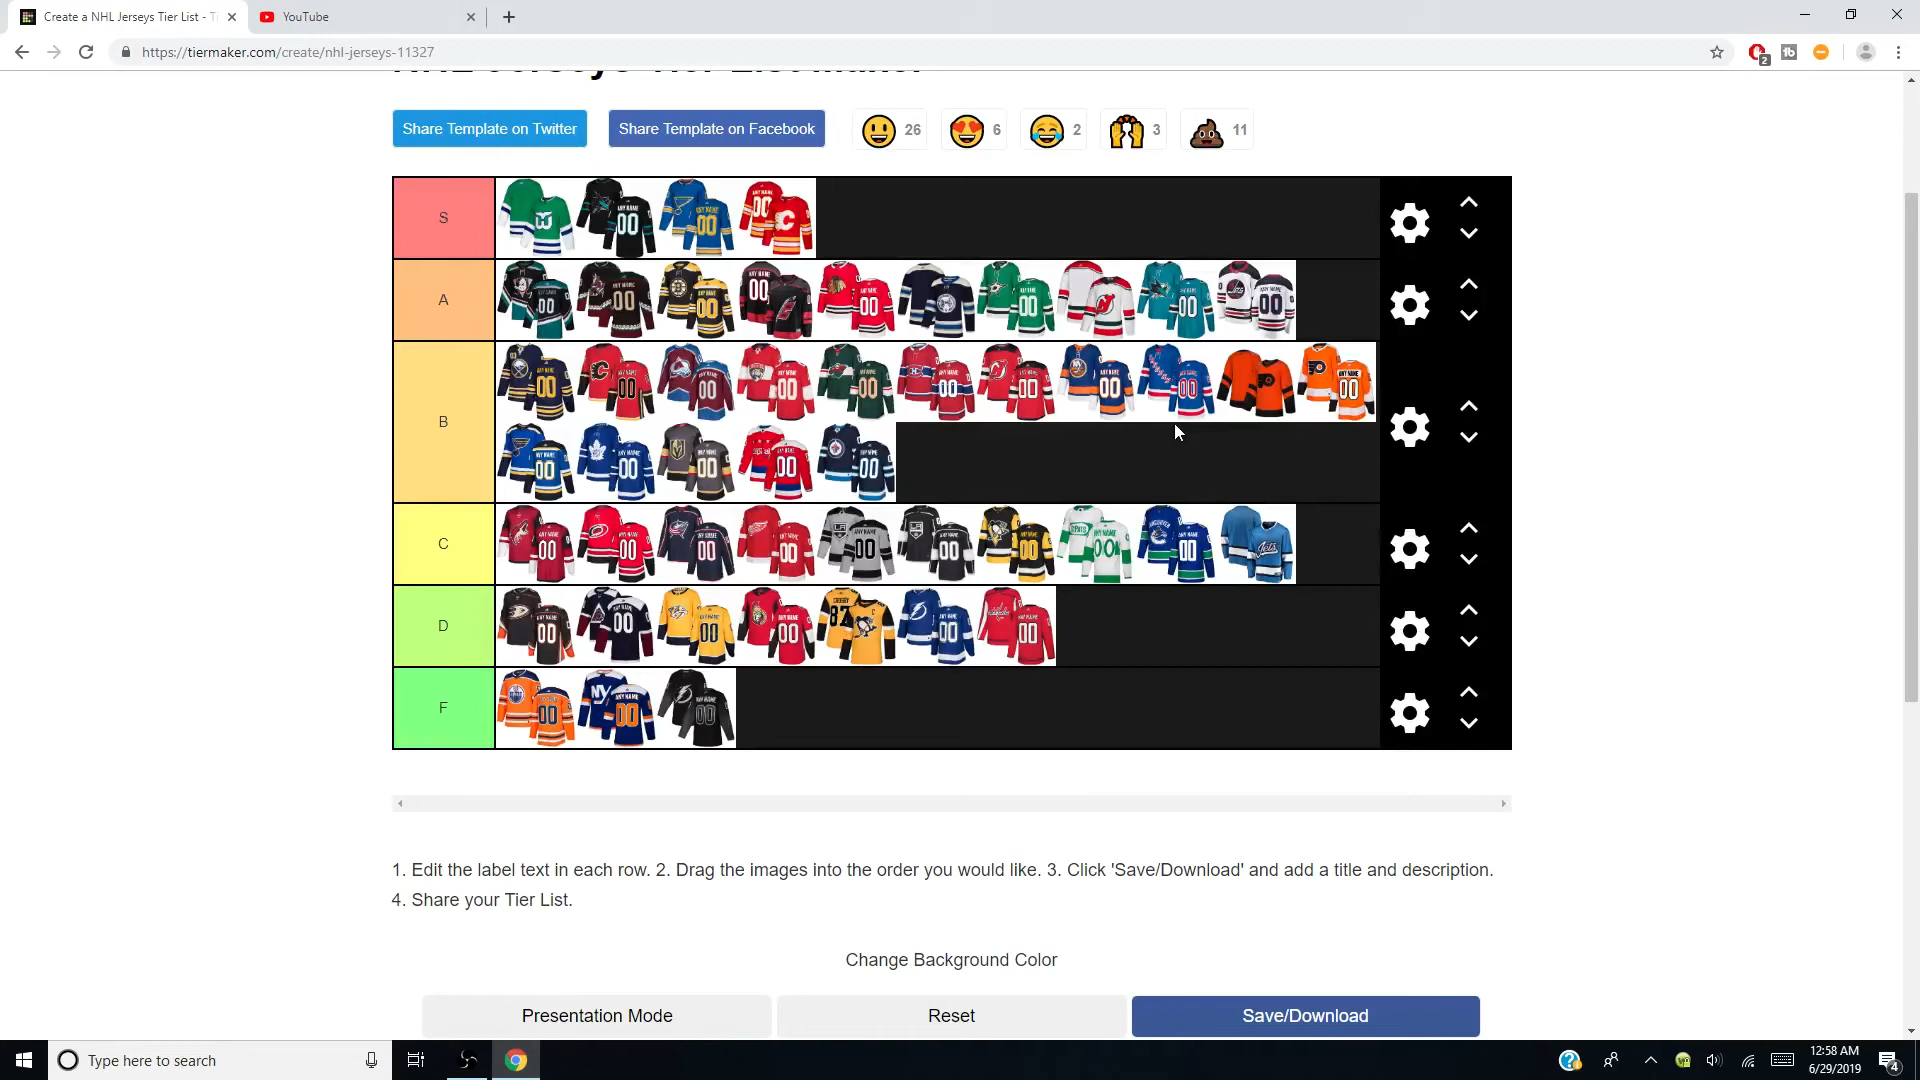 Create a NHL Jerseys Tier List - Ti
YouTube
https://tiermaker.com/create/nhl-jerseys-11327
2
Share Template on Twitter
Share Template on Facebook
26
6
2
3
11
S
A
B
C
D
F
1. Edit the label text in each row. 2. Drag the images into the order you would like. 3. Click 'Save/Download' and add a title and description.
4. Share your Tier List.
Change Background Color
Presentation Mode
Reset
Save/Download
Type here to search
12:58 AM
6/29/2019
4